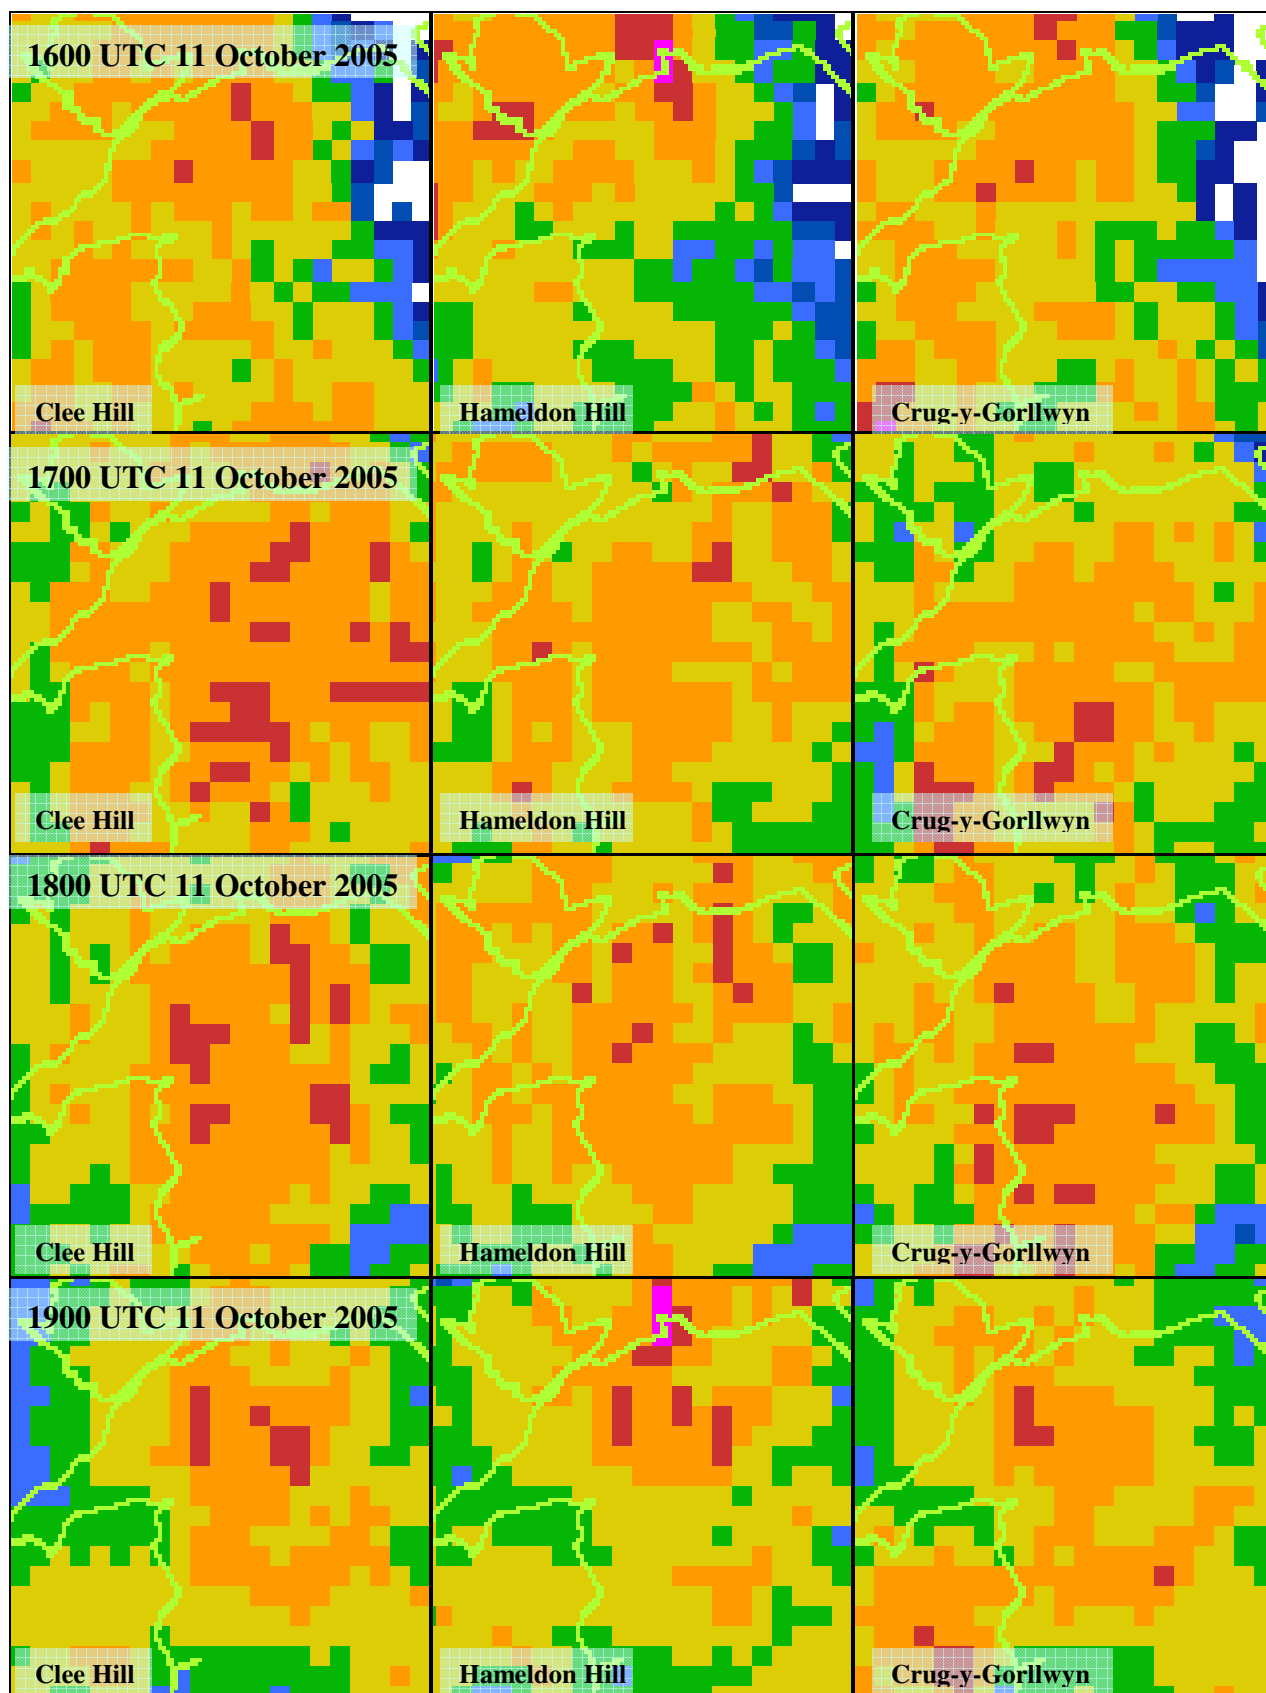 1600 UTC 11 October 2005
Clee Hill
Hameldon Hill
Crug-y-Gorllwyn
1700 UTC 11 October 2005
Clee Hill
Hameldon Hill
Crug-y-Gorllwyn
1800 UTC 11 October 2005
Clee Hill
Hameldon Hill
Crug-y-Gorllwyn
1900 UTC 11 October 2005
Clee Hill
Hameldon Hill
Crug-y-Gorllwyn